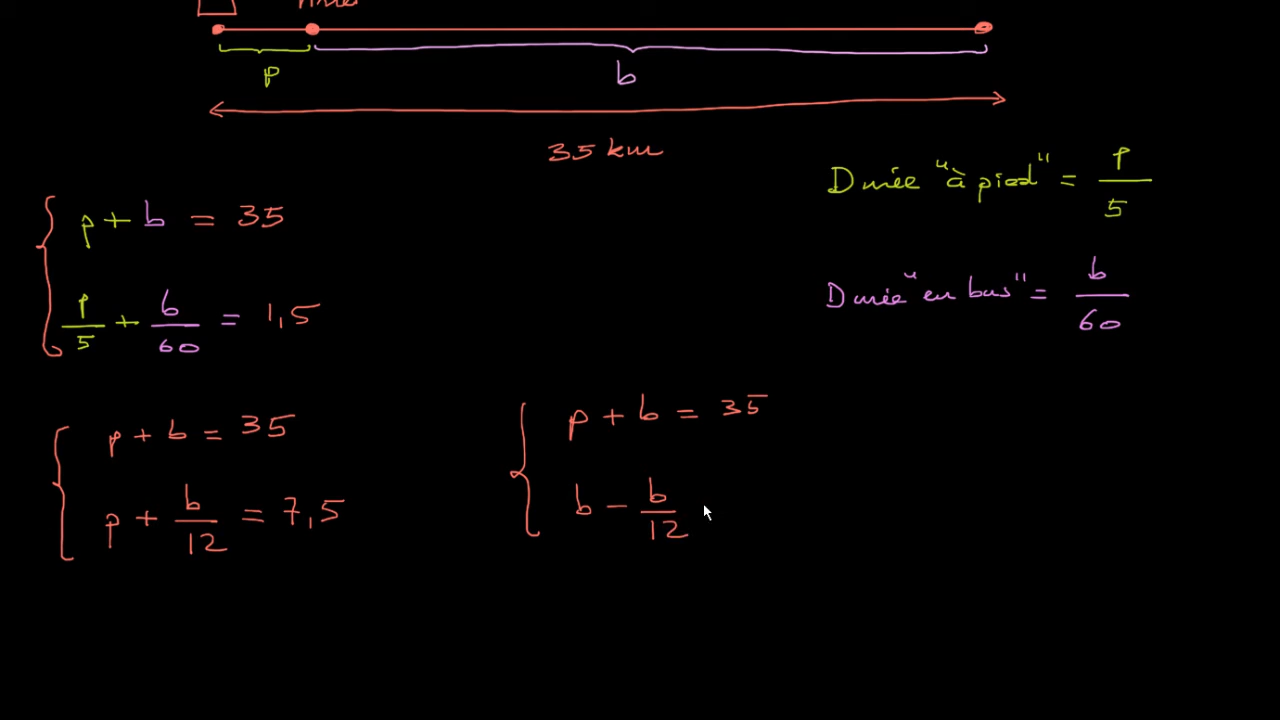 p b
35 km
Durée "à pied" = p/5
p + b = 35
Durée "en bus" = b/60
p/5 + b/60 = 1,5
p + b = 35
p + b/12 = 7,5
p + b = 35
b - b/12